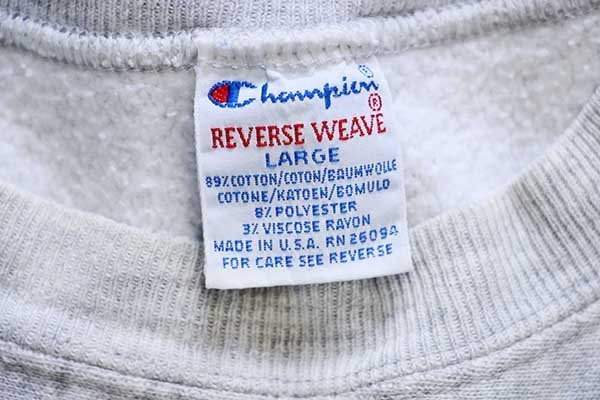 Champion®
REVERSE WEAVE
LARGE
89% COTTON/COTON/BAUMWOLLE
COTONE/KATOEN/BOMULD
8% POLYESTER
3% VISCOSE RAYON
MADE IN U.S.A. RN 26094
FOR CARE SEE REVERSE